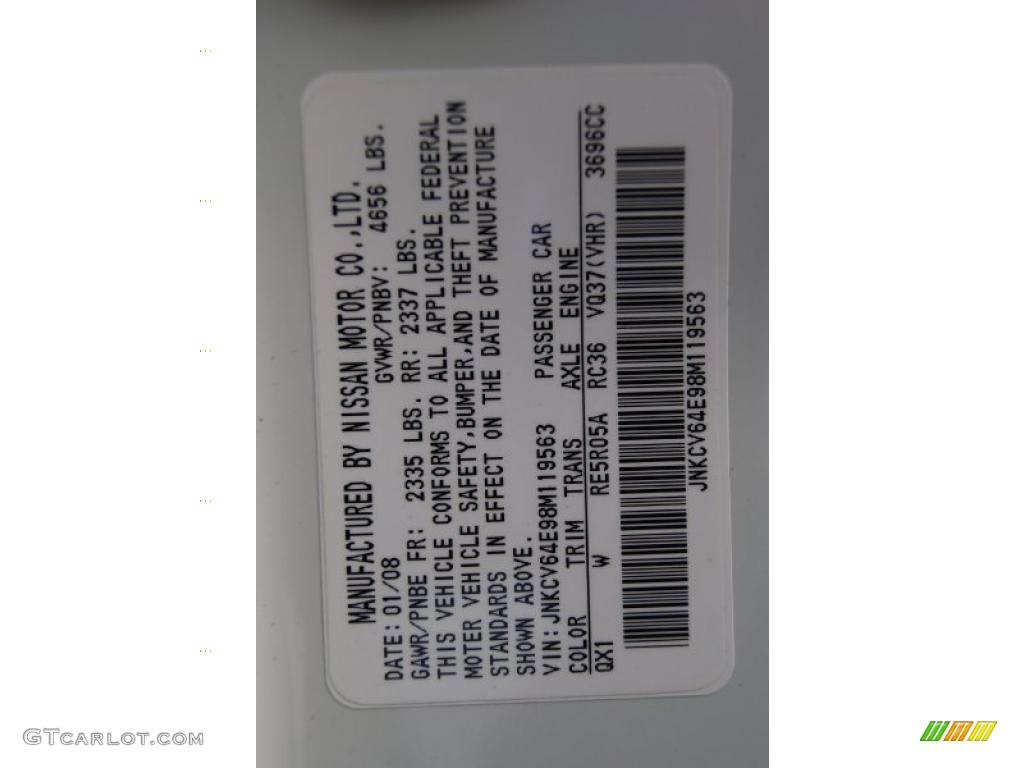 MANUFACTURED BY NISSAN MOTOR CO.,LTD.
DATE: 01/08 GVWR/PNBV: 4656 LBS.
GAWR/PNBE FR: 2335 LBS. RR: 2337 LBS.
THIS VEHICLE CONFORMS TO ALL APPLICABLE FEDERAL
MOTOR VEHICLE SAFETY,BUMPER,AND THEFT PREVENTION
STANDARDS IN EFFECT ON THE DATE OF MANUFACTURE
SHOWN ABOVE.
VIN:JNKCV64E98M119563 PASSENGER CAR
COLOR TRIM TRANS AXLE ENGINE
QX1 W RE5R05A RC36 VQ37(VHR) 3696CC
JNKCV64E98M119563
GTCARLOT.COM